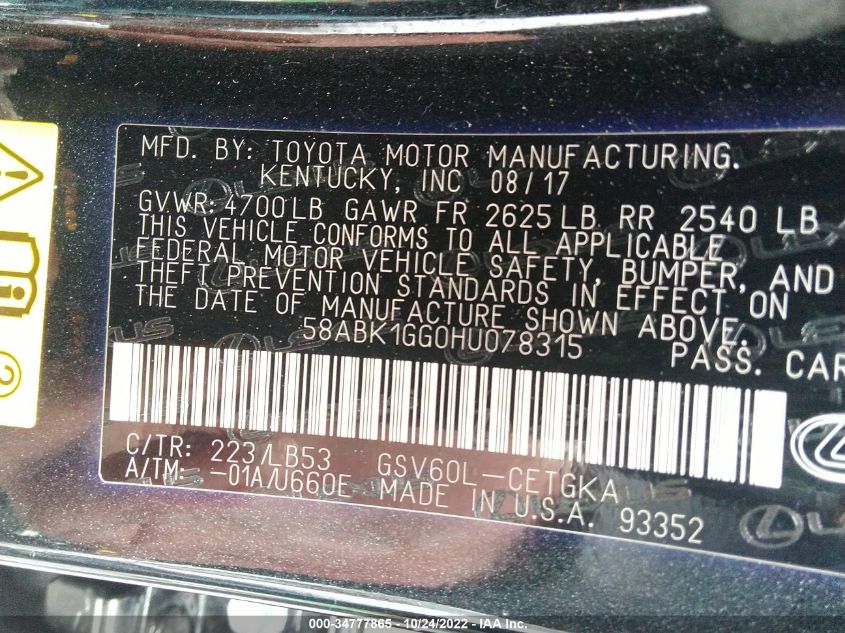 MFD. BY: TOYOTA MOTOR MANUFACTURING.
KENTUCKY, INC 08/17
GVWR: 4700LB GAWR FR 2625LB RR 2540 LB
THIS VEHICLE CONFORMS TO ALL APPLICABLE
FEDERAL MOTOR VEHICLE SAFETY, BUMPER, AND
THEFT PREVENTION STANDARDS IN EFFECT ON
THE DATE OF MANUFACTURE SHOWN ABOVE.
58ABK1GG0HU078315
PASS. CAR
C/TR: 223/LB53 GSV60L-CETGKA
A/TM: -01A/U660E MADE IN U.S.A. 93352
2
LEXUS
000-34777865 - 10/24/2022 - IAA Inc.